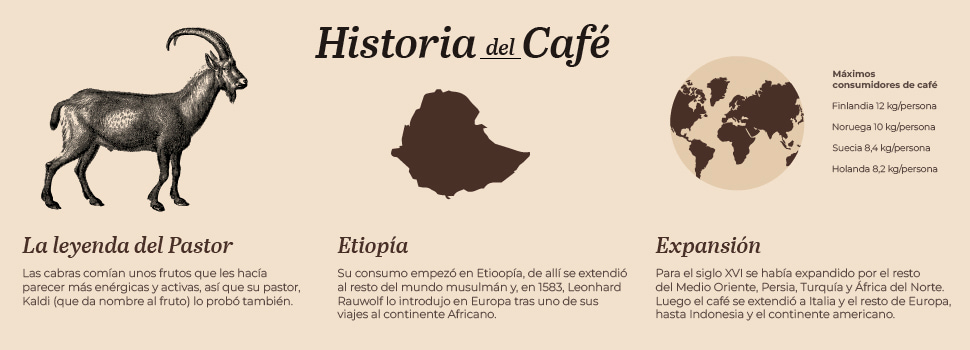 Historia del Café
Máximos
consumidores de café
Finlandia 12 kg/persona
Noruega 10 kg/persona
Suecia 8,4 kg/persona
Holanda 8,2 kg/persona
La leyenda del Pastor
Las cabras comían unos frutos que les hacía
parecer más enérgicas y activas, así que su pastor,
Kaldi (que da nombre al fruto) lo probó también.
Etiopía
Su consumo empezó en Etioopía, de allí se extendió
al resto del mundo musulmán y, en 1583, Leonhard
Rauwolf lo introdujo en Europa tras uno de sus
viajes al continente Africano.
Expansión
Para el siglo XVI se había expandido por el resto
del Medio Oriente, Persia, Turquía y África del Norte.
Luego el café se extendió a Italia y el resto de Europa,
hasta Indonesia y el continente americano.